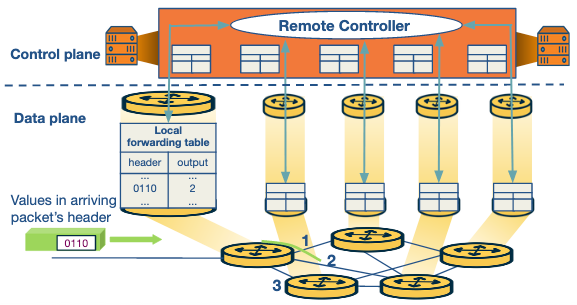 Remote Controller
Control plane
Data plane
Local
forwarding table
header output
... ...
0110 2
... ...
Values in arriving
packet's header
0110
1
2
3